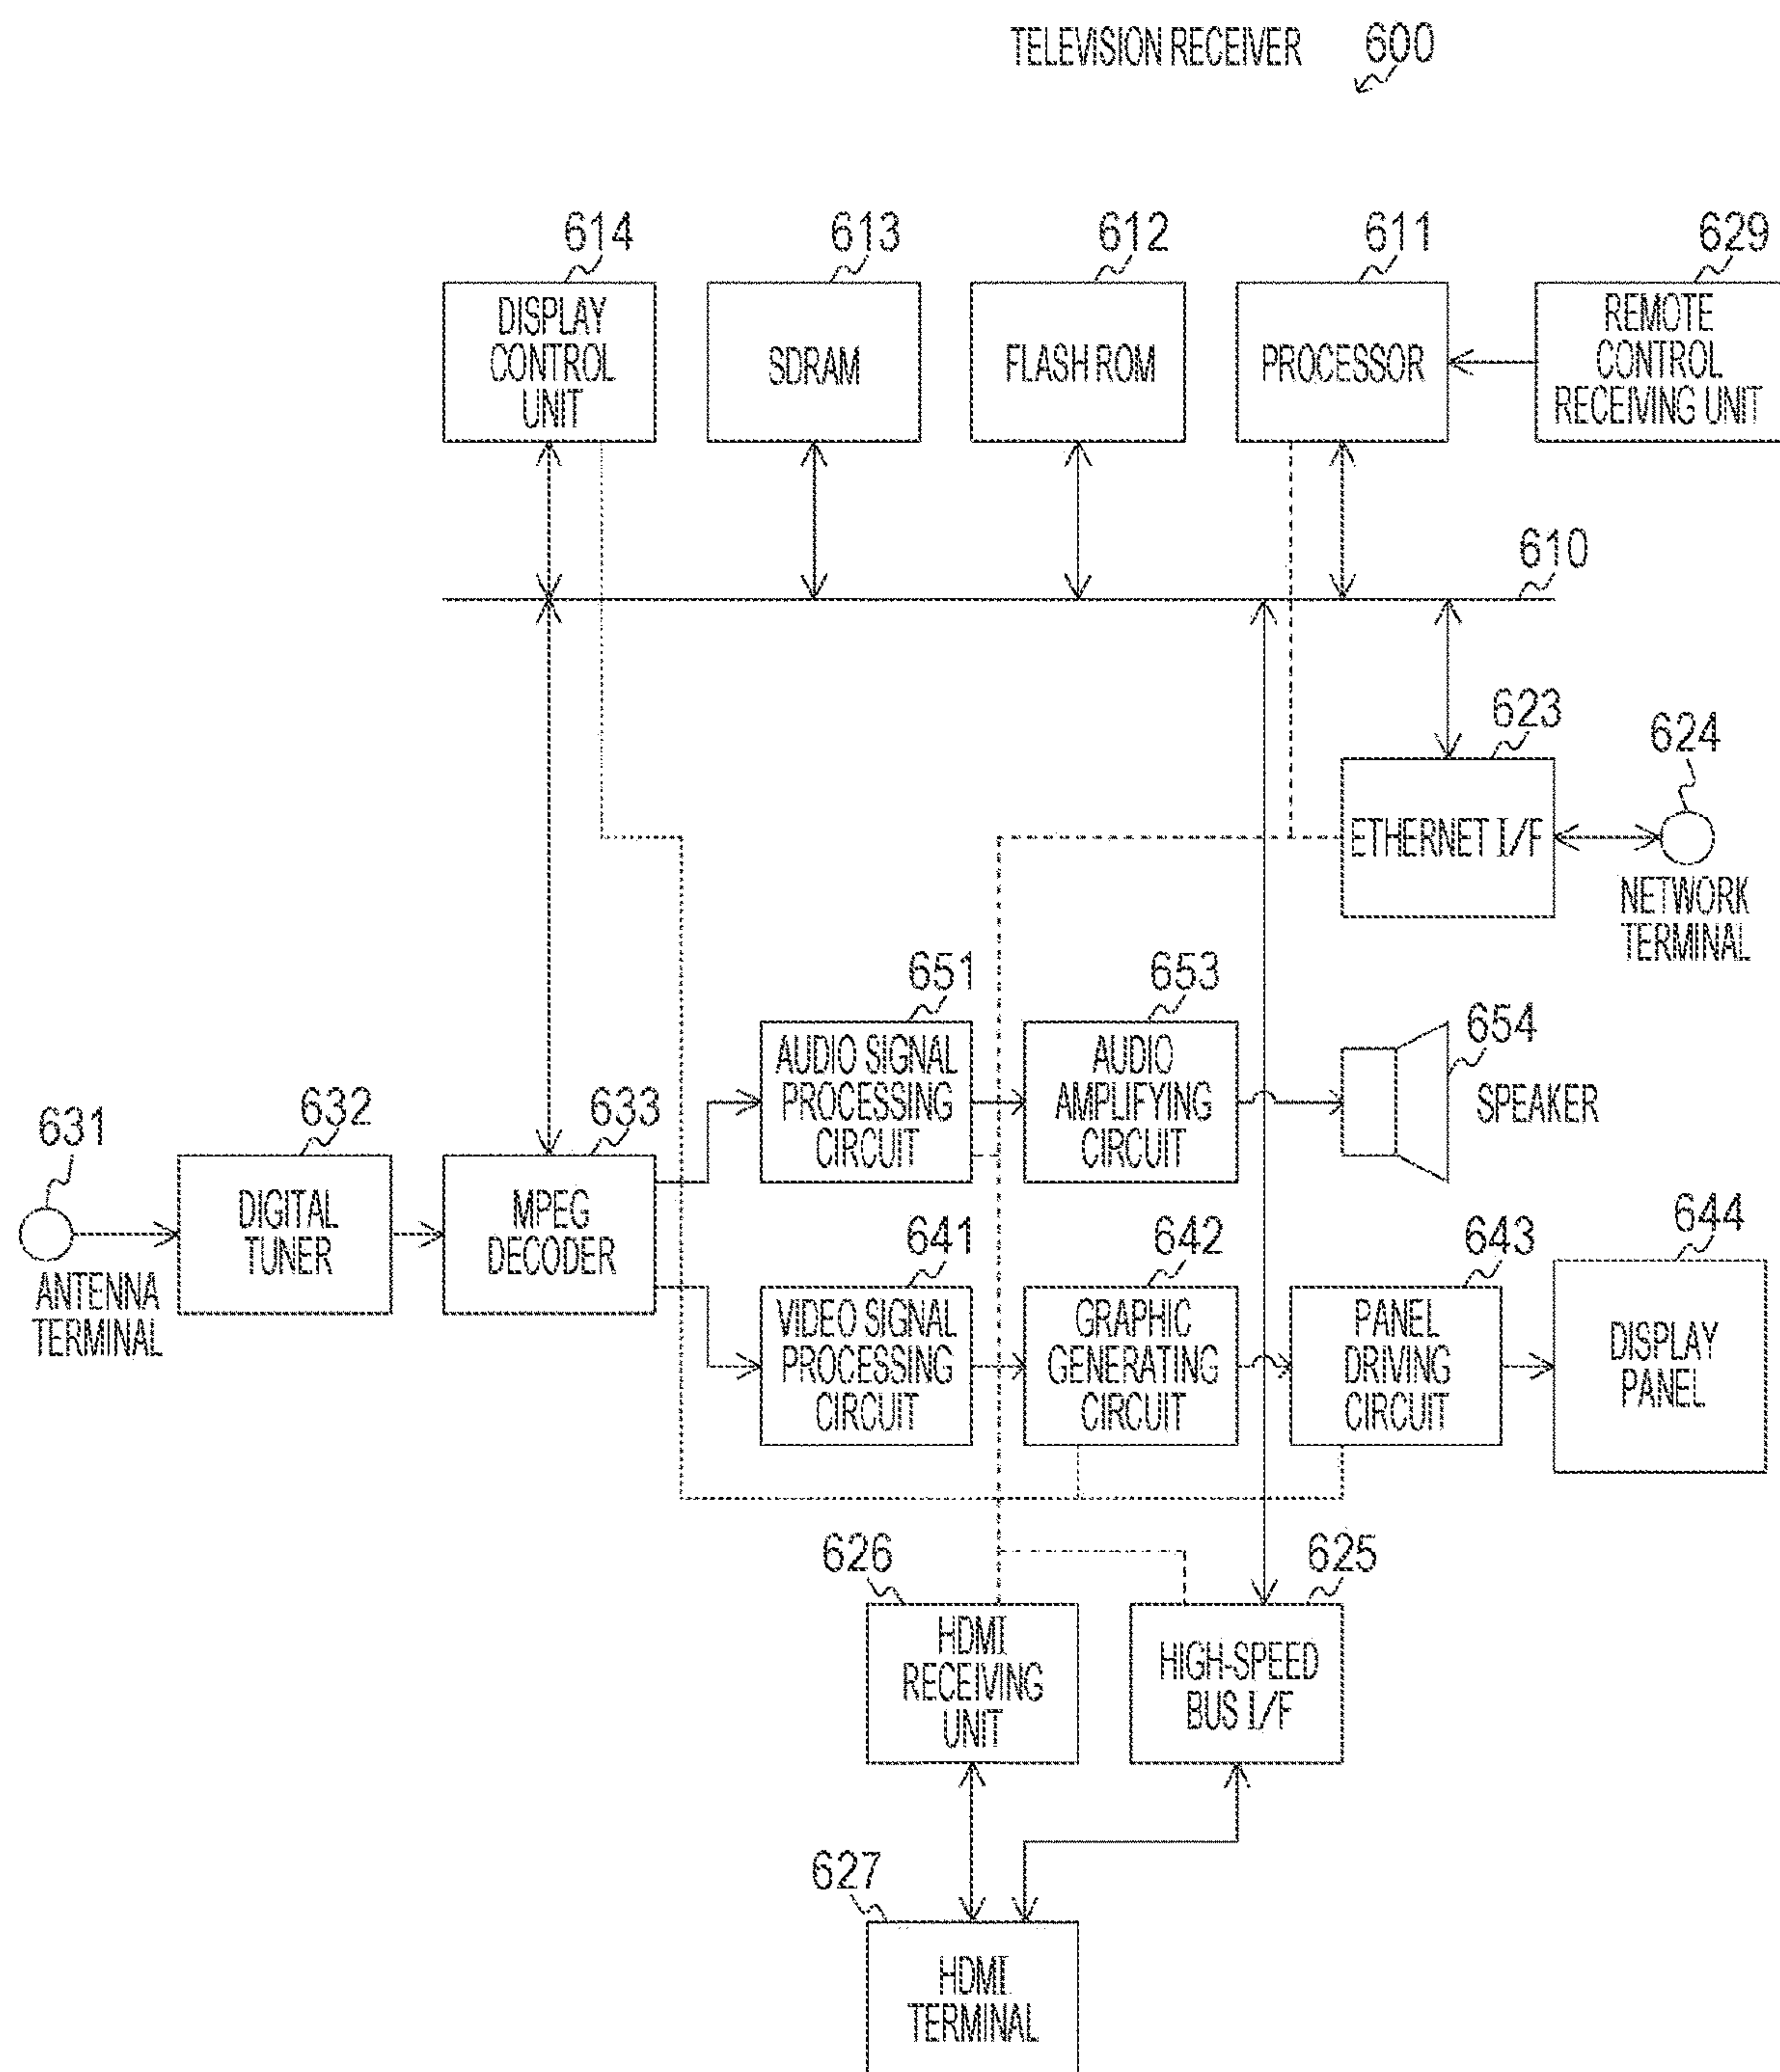 TELEVISION RECEIVER 600
614
613
612
611
629
DISPLAY
CONTROL
UNIT
SDRAM
FLASH ROM
PROCESSOR
REMOTE
CONTROL
RECEIVING UNIT
610
623
624
ETHERNET I/F
NETWORK
TERMINAL
651
653
654
AUDIO SIGNAL
PROCESSING
CIRCUIT
AUDIO
AMPLIFYING
CIRCUIT
SPEAKER
631
632
633
ANTENNA
TERMINAL
DIGITAL
TUNER
MPEG
DECODER
641
642
643
644
VIDEO SIGNAL
PROCESSING
CIRCUIT
GRAPHIC
GENERATING
CIRCUIT
PANEL
DRIVING
CIRCUIT
DISPLAY
PANEL
626
625
HDMI
RECEIVING
UNIT
HIGH-SPEED
BUS I/F
627
HDMI
TERMINAL